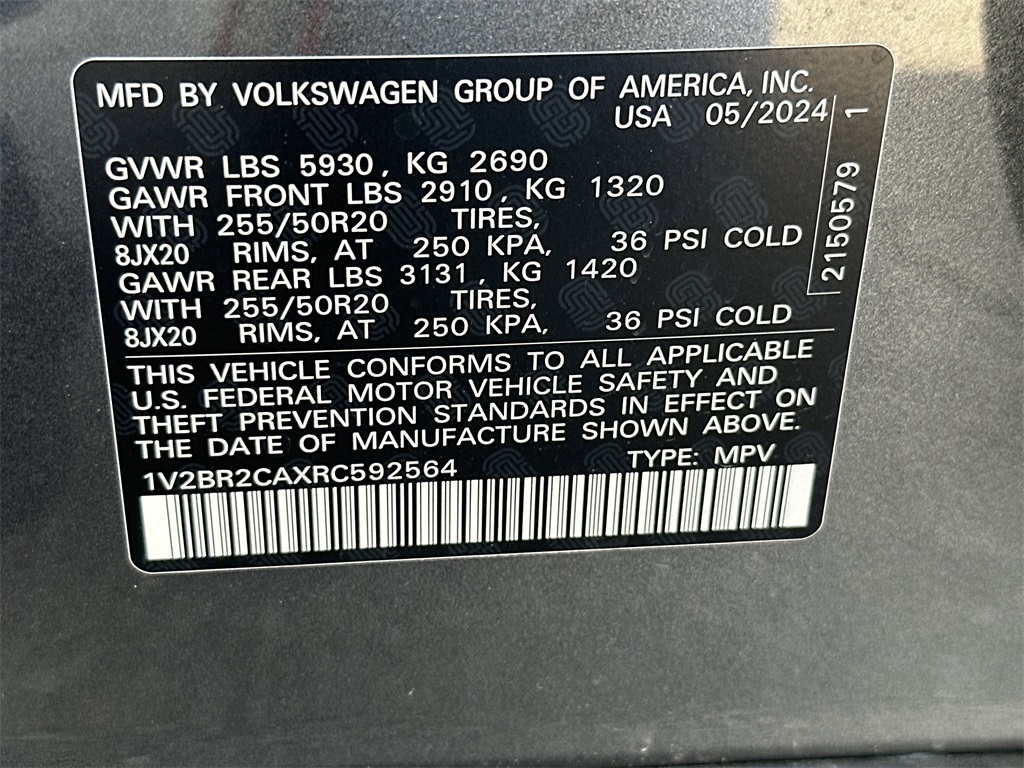 MFD BY VOLKSWAGEN GROUP OF AMERICA, INC.
USA 05/2024
GVWR LBS 5930, KG 2690
GAWR FRONT LBS 2910, KG 1320
WITH 255/50R20 TIRES,
8JX20 RIMS, AT 250 KPA, 36 PSI COLD
GAWR REAR LBS 3131, KG 1420
WITH 255/50R20 TIRES,
8JX20 RIMS, AT 250 KPA, 36 PSI COLD
THIS VEHICLE CONFORMS TO ALL APPLICABLE
U.S. FEDERAL MOTOR VEHICLE SAFETY AND
THEFT PREVENTION STANDARDS IN EFFECT ON
THE DATE OF MANUFACTURE SHOWN ABOVE.
1V2BR2CAXRC592564 TYPE: MPV
2150579 1